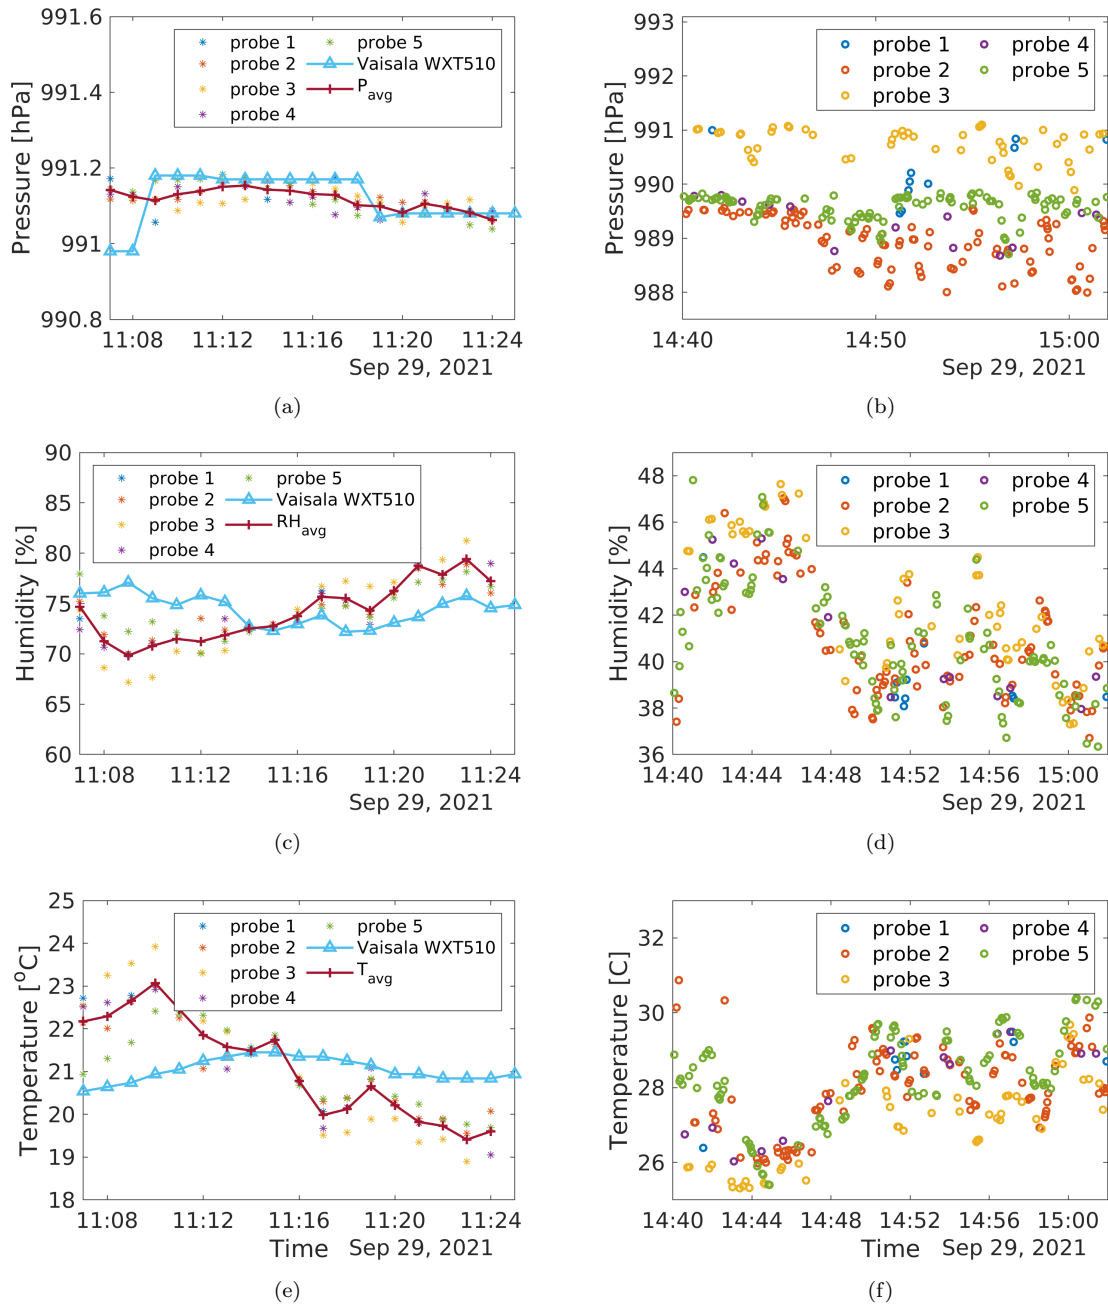 991.6
991.4
991.2
991
990.8
Pressure [hPa]
probe 1
probe 2
probe 3
probe 4
probe 5
Vaisala WXT510
Pavg
11:08
11:12
11:16
11:20
11:24
Sep 29, 2021
(a)
993
992
991
990
989
988
Pressure [hPa]
probe 1
probe 2
probe 3
probe 4
probe 5
14:40
14:50
15:00
Sep 29, 2021
(b)
90
85
80
75
70
65
60
Humidity [%]
probe 1
probe 2
probe 3
probe 4
probe 5
Vaisala WXT510
RHavg
11:08
11:12
11:16
11:20
11:24
Sep 29, 2021
(c)
48
46
44
42
40
38
36
Humidity [%]
probe 1
probe 2
probe 3
probe 4
probe 5
14:40
14:44
14:48
14:52
14:56
15:00
Sep 29, 2021
(d)
25
24
23
22
21
20
19
18
Temperature [°C]
probe 1
probe 2
probe 3
probe 4
probe 5
Vaisala WXT510
Tavg
11:08
11:12
11:16
11:20
11:24
Time
Sep 29, 2021
(e)
32
30
28
26
Temperature [C]
probe 1
probe 2
probe 3
probe 4
probe 5
14:40
14:44
14:48
14:52
14:56
15:00
Time
Sep 29, 2021
(f)